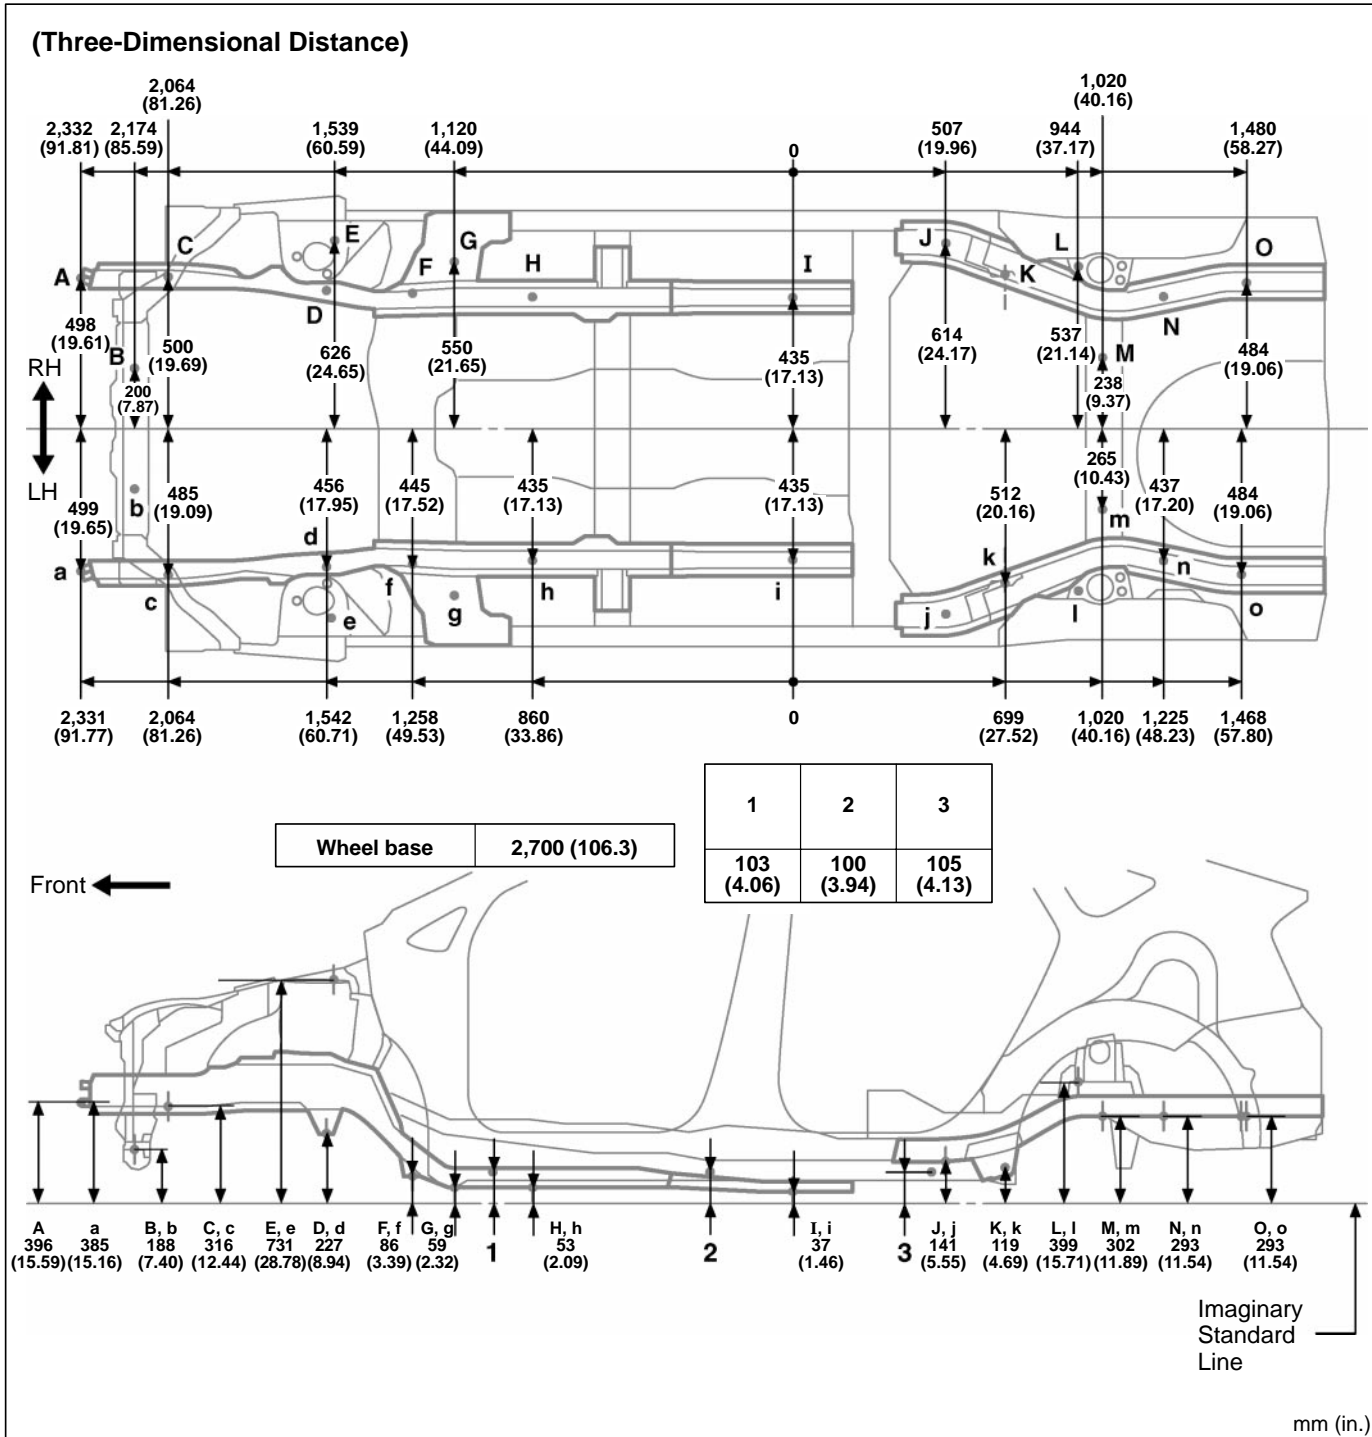 (Three-Dimensional Distance)
2,064
(81.26)
1,020
(40.16)
2,332
(91.81)
2,174
(85.59)
1,539
(60.59)
1,120
(44.09)
0
507
(19.96)
944
(37.17)
1,480
(58.27)
A
C
E
D
F
G
H
I
J
K
L
N
O
498
(19.61)
B
200
(7.87)
500
(19.69)
626
(24.65)
550
(21.65)
435
(17.13)
614
(24.17)
537
(21.14)
M
238
(9.37)
484
(19.06)
RH
LH
499
(19.65)
b
485
(19.09)
456
(17.95)
445
(17.52)
435
(17.13)
435
(17.13)
512
(20.16)
265
(10.43)
437
(17.20)
484
(19.06)
a
c
d
e
f
g
h
i
j
k
l
m
n
o
2,331
(91.77)
2,064
(81.26)
1,542
(60.71)
1,258
(49.53)
860
(33.86)
0
699
(27.52)
1,020
(40.16)
1,225
(48.23)
1,468
(57.80)
Wheel base 2,700 (106.3)
1 2 3
103 100 105
(4.06) (3.94) (4.13)
Front
A
396
(15.59)
a
385
(15.16)
B, b
188
(7.40)
C, c
316
(12.44)
E, e
731
(28.78)
D, d
227
(8.94)
F, f
86
(3.39)
G, g
59
(2.32)
1
H, h
53
(2.09)
2
I, i
37
(1.46)
3
J, j
141
(5.55)
K, k
119
(4.69)
L, l
399
(15.71)
M, m
302
(11.89)
N, n
293
(11.54)
O, o
293
(11.54)
Imaginary
Standard
Line
mm (in.)